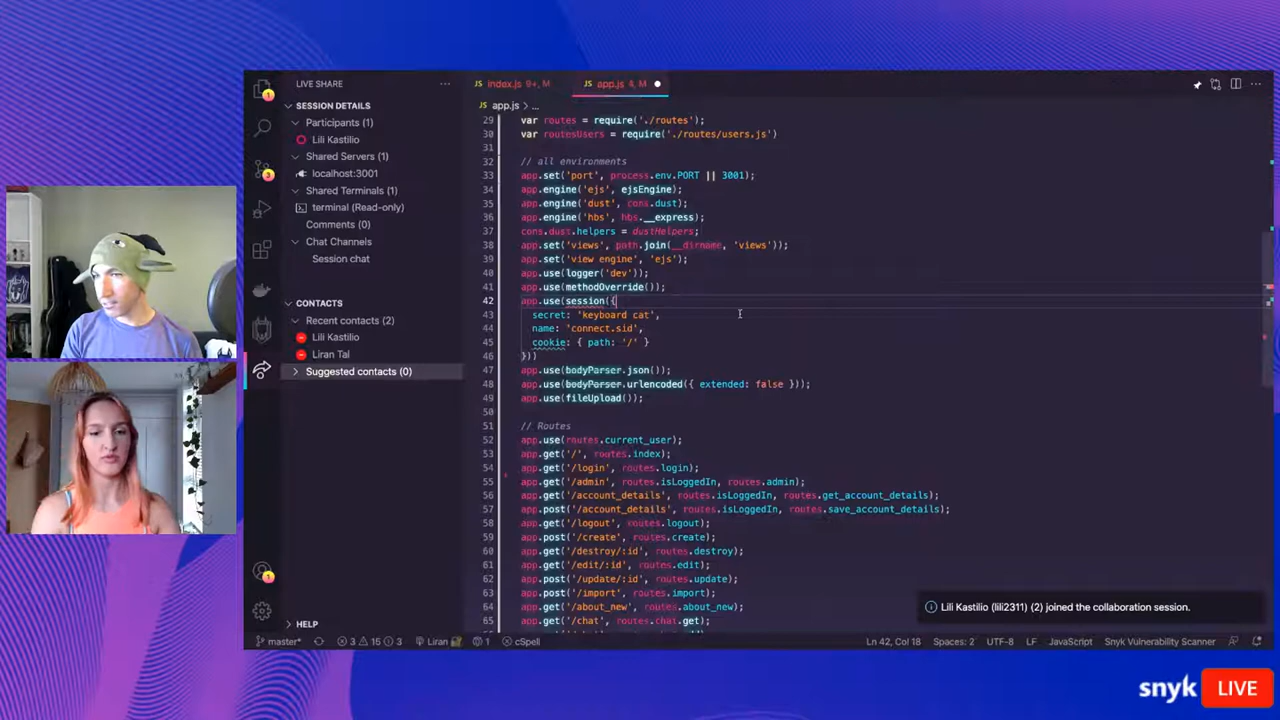 LIVE SHARE
SESSION DETAILS
Participants (1)
Lili Kastilio
Shared Servers (1)
localhost:3001
Shared Terminals (1)
terminal (Read-only)
Comments (0)
Chat Channels
Session chat
CONTACTS
Recent contacts (2)
Lili Kastilio
Liran Tal
Suggested contacts (0)
HELP
index.js 9+, M
app.js 4, M
app.js > ...
29 var routes = require('./routes');
30 var routesUsers = require('./routes/users.js')
31
32 // all environments
33 app.set('port', process.env.PORT || 3001);
34 app.engine('ejs', ejsEngine);
35 app.engine('dust', cons.dust);
36 app.engine('hbs', hbs.__express);
37 cons.dust.helpers = dustHelpers;
38 app.set('views', path.join(__dirname, 'views'));
39 app.set('view engine', 'ejs');
40 app.use(logger('dev'));
41 app.use(methodOverride());
42 app.use(session({
43 secret: 'keyboard cat',
44 name: 'connect.sid',
45 cookie: { path: '/' }
46 }))
47 app.use(bodyParser.json());
48 app.use(bodyParser.urlencoded({ extended: false }));
49 app.use(fileUpload());
50
51 // Routes
52 app.use(routes.current_user);
53 app.get('/', routes.index);
54 app.get('/login', routes.login);
55 app.get('/admin', routes.isLoggedIn, routes.admin);
56 app.get('/account_details', routes.isLoggedIn, routes.get_account_details);
57 app.post('/account_details', routes.isLoggedIn, routes.save_account_details);
58 app.get('/logout', routes.logout);
59 app.post('/create', routes.create);
60 app.get('/destroy/:id', routes.destroy);
61 app.get('/edit/:id', routes.edit);
62 app.post('/update/:id', routes.update);
63 app.post('/import', routes.import);
64 app.get('/about_new', routes.about_new);
65 app.get('/chat', routes.chat.get);
Lili Kastilio (lili2311) (2) joined the collaboration session.
master* 3 15 3 Liran 1 cSpell Ln 42, Col 18 Spaces: 2 UTF-8 LF JavaScript Snyk Vulnerability Scanner
snyk LIVE